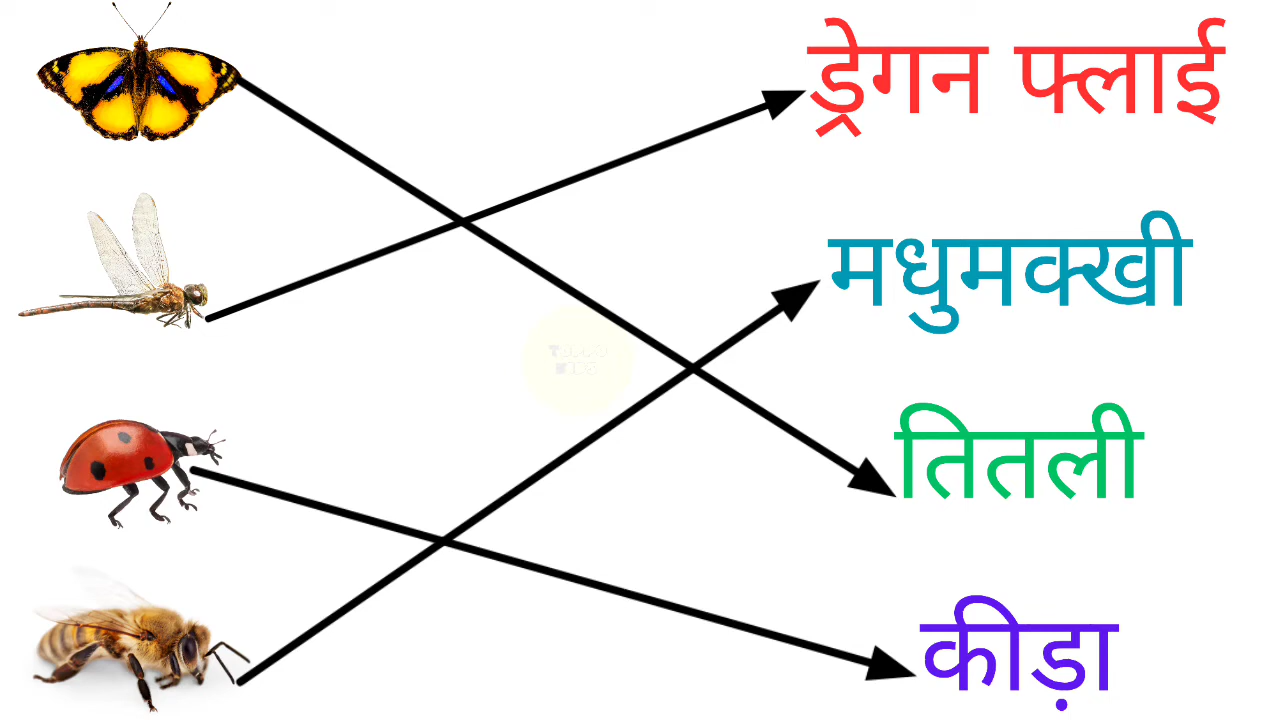 ड्रेगन फ्लाई
मधुमक्खी
तितली
कीड़ा